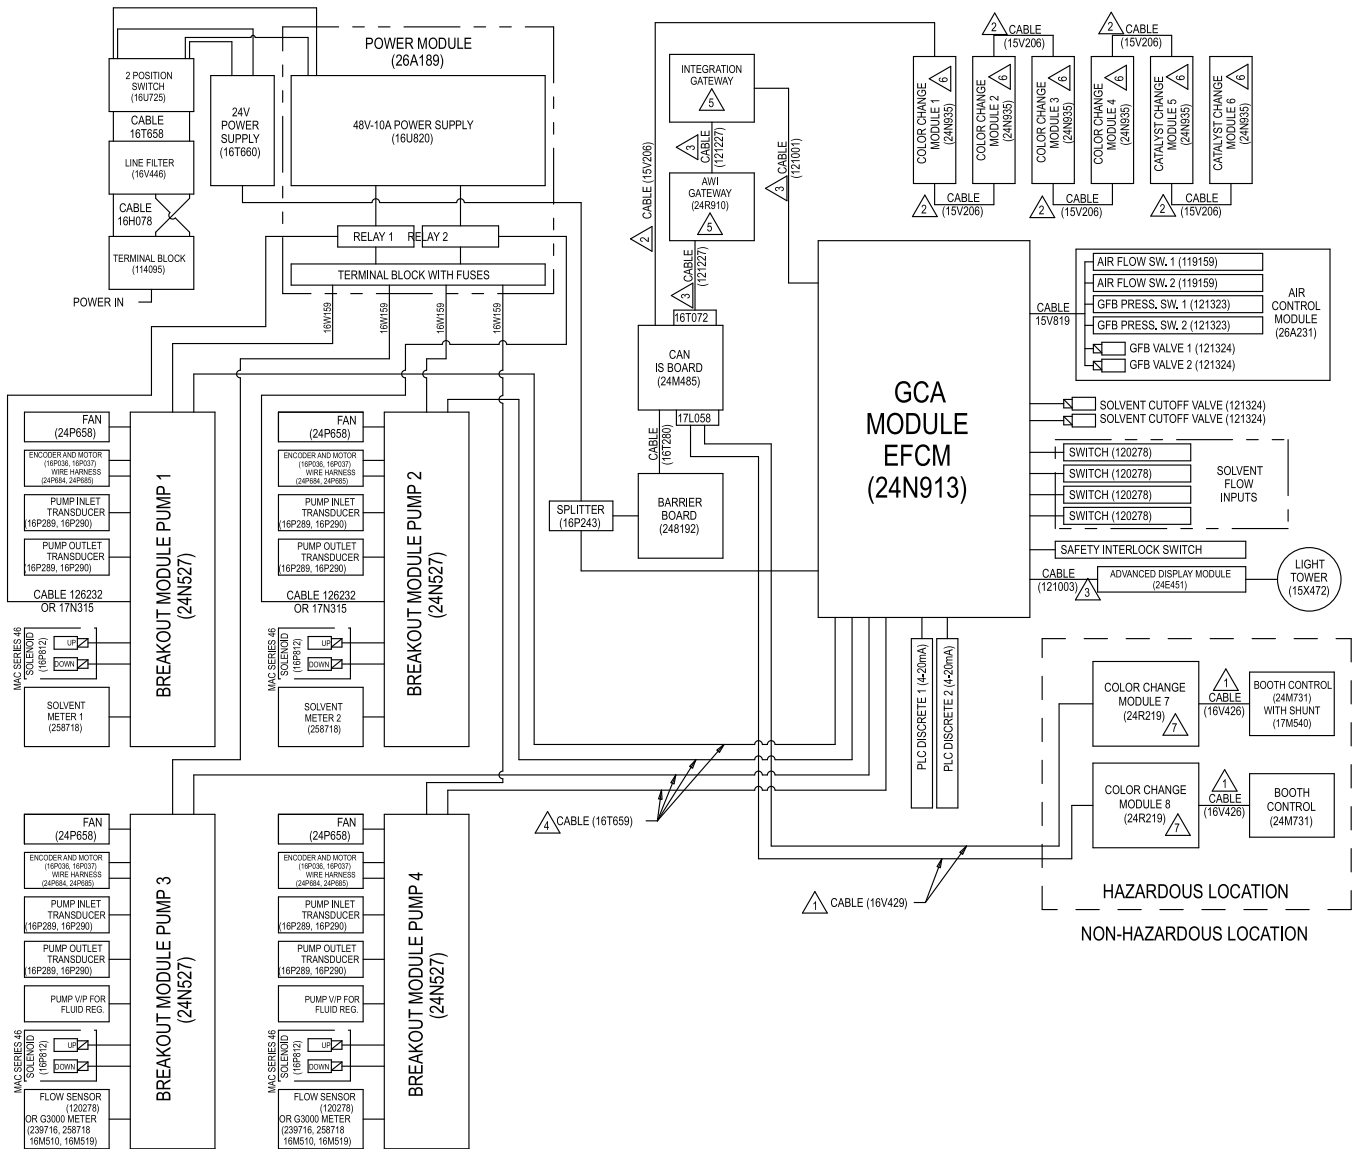 POWER MODULE
(26A189)
2 POSITION
SWITCH
(16U725)
CABLE
16T658
LINE FILTER
(16V446)
CABLE
16H078
TERMINAL BLOCK
(114095)
POWER IN
24V
POWER
SUPPLY
(16T660)
48V-10A POWER SUPPLY
(16U820)
RELAY 1
RELAY 2
TERMINAL BLOCK WITH FUSES
16W159
16W159
16W159
16W159
FAN
(24P658)
ENCODER AND MOTOR
(16P036, 16P037)
WIRE HARNESS
(24P684, 24P685)
PUMP INLET
TRANSDUCER
(16P289, 16P290)
PUMP OUTLET
TRANSDUCER
(16P289, 16P290)
CABLE 126232
OR 17N315
MAC SERIES 46
SOLENOID
(16P812)
UP
DOWN
SOLVENT
METER 1
(258718)
BREAKOUT MODULE PUMP 1
(24N527)
FAN
(24P658)
ENCODER AND MOTOR
(16P036, 16P037)
WIRE HARNESS
(24P684, 24P685)
PUMP INLET
TRANSDUCER
(16P289, 16P290)
PUMP OUTLET
TRANSDUCER
(16P289, 16P290)
CABLE 126232
OR 17N315
MAC SERIES 46
SOLENOID
(16P812)
UP
DOWN
SOLVENT
METER 2
(258718)
BREAKOUT MODULE PUMP 2
(24N527)
FAN
(24P658)
ENCODER AND MOTOR
(16P036, 16P037)
WIRE HARNESS
(24P684, 24P685)
PUMP INLET
TRANSDUCER
(16P289, 16P290)
PUMP OUTLET
TRANSDUCER
(16P289, 16P290)
PUMP V/P FOR
FLUID REG.
MAC SERIES 46
SOLENOID
(16P812)
UP
DOWN
FLOW SENSOR
(120278)
OR G3000 METER
(239716, 258718
16M510, 16M519)
BREAKOUT MODULE PUMP 3
(24N527)
FAN
(24P658)
ENCODER AND MOTOR
(16P036, 16P037)
WIRE HARNESS
(24P684, 24P685)
PUMP INLET
TRANSDUCER
(16P289, 16P290)
PUMP OUTLET
TRANSDUCER
(16P289, 16P290)
PUMP V/P FOR
FLUID REG.
MAC SERIES 46
SOLENOID
(16P812)
UP
DOWN
FLOW SENSOR
(120278)
OR G3000 METER
(239716, 258718
16M510, 16M519)
BREAKOUT MODULE PUMP 4
(24N527)
INTEGRATION
GATEWAY
5
3
CABLE
(121227)
AWI
GATEWAY
(24R910)
5
3
CABLE
(121227)
3
CABLE
(121001)
2
CABLE (15V206)
16T072
CAN
IS BOARD
(24M485)
17L058
CABLE
(16T280)
BARRIER
BOARD
(248192)
SPLITTER
(16P243)
GCA
MODULE
EFCM
(24N913)
2
CABLE
(15V206)
2
CABLE
(15V206)
COLOR CHANGE
MODULE 1
(24N935)
6
COLOR CHANGE
MODULE 2
(24N935)
6
COLOR CHANGE
MODULE 3
(24N935)
6
COLOR CHANGE
MODULE 4
(24N935)
6
CATALYST CHANGE
MODULE 5
(24N935)
6
CATALYST CHANGE
MODULE 6
(24N935)
6
2
CABLE
(15V206)
2
CABLE
(15V206)
2
CABLE
(15V206)
CABLE
15V819
AIR FLOW SW. 1 (119159)
AIR FLOW SW. 2 (119159)
GFB PRESS. SW. 1 (121323)
GFB PRESS. SW. 2 (121323)
GFB VALVE 1 (121324)
GFB VALVE 2 (121324)
AIR
CONTROL
MODULE
(26A231)
SOLVENT CUTOFF VALVE (121324)
SOLVENT CUTOFF VALVE (121324)
SWITCH (120278)
SWITCH (120278)
SWITCH (120278)
SWITCH (120278)
SOLVENT
FLOW
INPUTS
SAFETY INTERLOCK SWITCH
CABLE
(121003)
3
ADVANCED DISPLAY MODULE
(24E451)
LIGHT
TOWER
(15X472)
PLC DISCRETE 1 (4-20mA)
PLC DISCRETE 2 (4-20mA)
COLOR CHANGE
MODULE 7
(24R219)
7
1
CABLE
(16V426)
BOOTH CONTROL
(24M731)
WITH SHUNT
(17M540)
COLOR CHANGE
MODULE 8
(24R219)
7
1
CABLE
(16V426)
BOOTH
CONTROL
(24M731)
HAZARDOUS LOCATION
NON-HAZARDOUS LOCATION
4
CABLE (16T659)
1
CABLE (16V429)